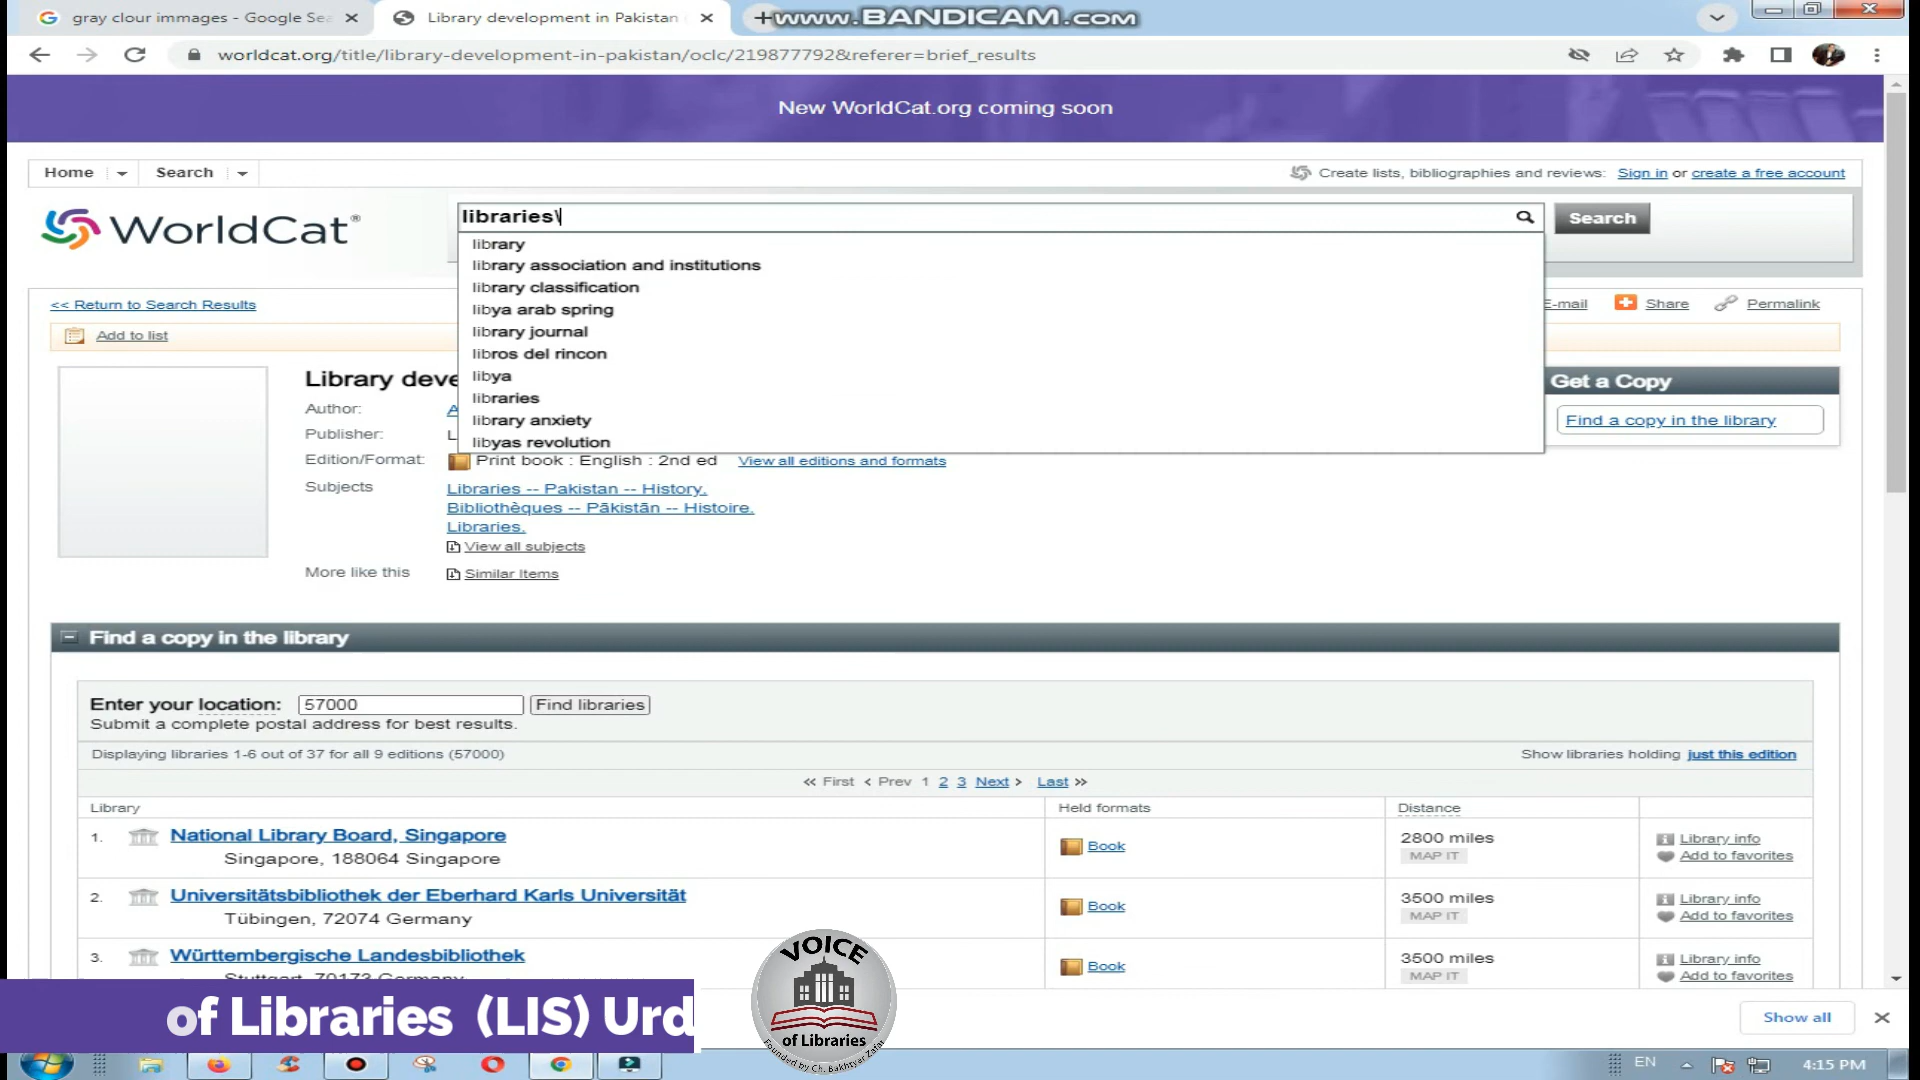 gray clour immages - Google Sea
Library development in Pakistan
www.BANDICAM.com
worldcat.org/title/library-development-in-pakistan/oclc/219877792&referer=brief_results
New WorldCat.org coming soon
Home
Search
Create lists, bibliographies and reviews: Sign in or create a free account
WorldCat®
libraries\
Search
library
library association and institutions
library classification
libya arab spring
library journal
libros del rincon
libya
libraries
library anxiety
libyas revolution
<< Return to Search Results
E-mail
Share
Permalink
Add to list
Library deve
Get a Copy
Find a copy in the library
Author: A
Publisher: L
Edition/Format: Print book : English : 2nd ed View all editions and formats
Subjects
Libraries -- Pakistan -- History.
Bibliothèques -- Pākistān -- Histoire.
Libraries.
View all subjects
More like this
Similar Items
Find a copy in the library
Enter your location: 57000 Find libraries
Submit a complete postal address for best results.
Displaying libraries 1-6 out of 37 for all 9 editions (57000)
Show libraries holding just this edition
<< First < Prev 1 2 3 Next > Last >>
Library
Held formats
Distance
1. National Library Board, Singapore
Singapore, 188064 Singapore
Book
2800 miles
MAP IT
Library info
Add to favorites
2. Universitätsbibliothek der Eberhard Karls Universität
Tübingen, 72074 Germany
Book
3500 miles
MAP IT
Library info
Add to favorites
3. Württembergische Landesbibliothek
Stuttgart, 70173 Germany
Book
3500 miles
MAP IT
Library info
Add to favorites
of Libraries (LIS) Urd
VOICE
of Libraries
Founded by Ch. Bakhtyar Zafar
Show all
EN
4:15 PM